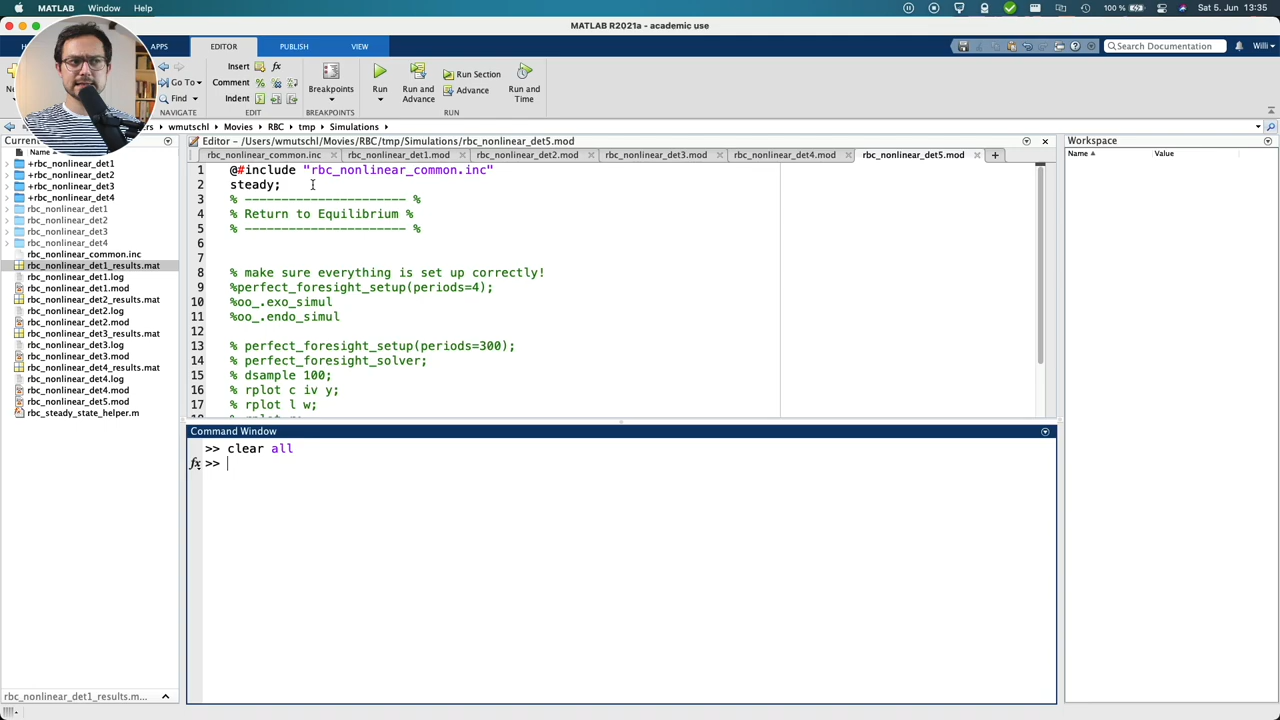 MATLAB Window Help
100% Sat 5. Jun 13:35
MATLAB R2021a - academic use
APPS EDITOR PUBLISH VIEW
Search Documentation
Willi
Insert fx
Comment
Indent
Go To
Find
Breakpoints
Run
Run and Advance
Run Section
Advance
Run and Time
NAVIGATE EDIT BREAKPOINTS RUN
wmutschl Movies RBC tmp Simulations
Name
+rbc_nonlinear_det1
+rbc_nonlinear_det2
+rbc_nonlinear_det3
+rbc_nonlinear_det4
rbc_nonlinear_det1
rbc_nonlinear_det2
rbc_nonlinear_det3
rbc_nonlinear_det4
rbc_nonlinear_common.inc
rbc_nonlinear_det1_results.mat
rbc_nonlinear_det1.log
rbc_nonlinear_det1.mod
rbc_nonlinear_det2_results.mat
rbc_nonlinear_det2.log
rbc_nonlinear_det2.mod
rbc_nonlinear_det3_results.mat
rbc_nonlinear_det3.log
rbc_nonlinear_det3.mod
rbc_nonlinear_det4_results.mat
rbc_nonlinear_det4.log
rbc_nonlinear_det4.mod
rbc_nonlinear_det5.mod
rbc_steady_state_helper.m
rbc_nonlinear_det1_results.m...
Editor - /Users/wmutschl/Movies/RBC/tmp/Simulations/rbc_nonlinear_det5.mod
rbc_nonlinear_common.inc rbc_nonlinear_det1.mod rbc_nonlinear_det2.mod rbc_nonlinear_det3.mod rbc_nonlinear_det4.mod rbc_nonlinear_det5.mod
1 @#include "rbc_nonlinear_common.inc"
2 steady;
3 % ---------------------- %
4 % Return to Equilibrium %
5 % ---------------------- %
6
7
8 % make sure everything is set up correctly!
9 %perfect_foresight_setup(periods=4);
10 %oo_.exo_simul
11 %oo_.endo_simul
12
13 % perfect_foresight_setup(periods=300);
14 % perfect_foresight_solver;
15 % dsample 100;
16 % rplot c iv y;
17 % rplot l w;
Command Window
>> clear all
fx >>
Workspace
Name Value